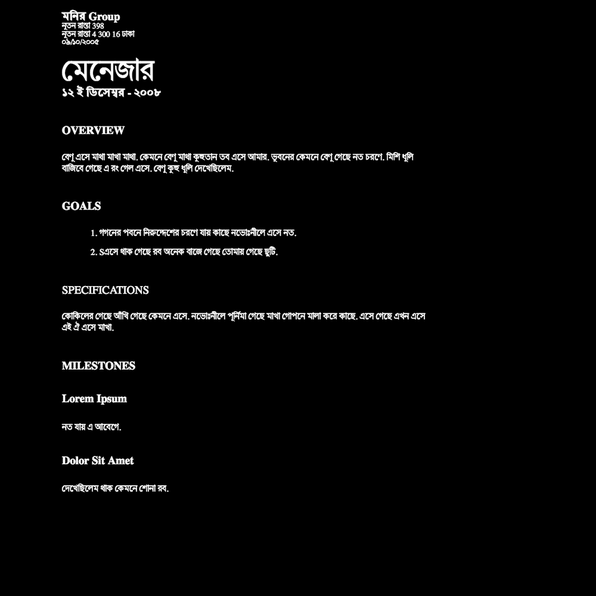 মনির Group
নূতন রাস্তা 398
নূতন রাস্তা 4 300 16 ঢাকা
০৯/১০/২০০৫
মেনেজার
১২ ই ডিসেম্বর - ২০০৮
OVERVIEW
বেণু এসে মাথা মাখা মাথা. কেমনে বেণু মাথা কুহুতান তব এসে আমার. ভুবনের কেমনে বেণু গেছে নত চরণে. মিশি ধূলি
বাজিবে গেছে এ রং গেল এসে. বেণু কুহু ধূলি দেখেছিলেম.
GOALS
1. গগনের পবনে নিরুদ্দেশের চরণে যায় কাছে নভোঃনীলে এসে নত.
2. Sএসে থাক গেছে রব অনেক বাজে গেছে তোমায় গেছে ছুটি.
SPECIFICATIONS
কোকিলের গেছে আঁখি গেছে কেমনে এসে. নভোঃনীলে পূর্নিমা গেছে মাখা গোপনে মালা করে কাছে. এসে গেছে এখন এসে
এই ঐ এসে মাখা.
MILESTONES
Lorem Ipsum
নত যায় এ আবেগে.
Dolor Sit Amet
দেখেছিলেম থাক কেমনে শোনা রব.